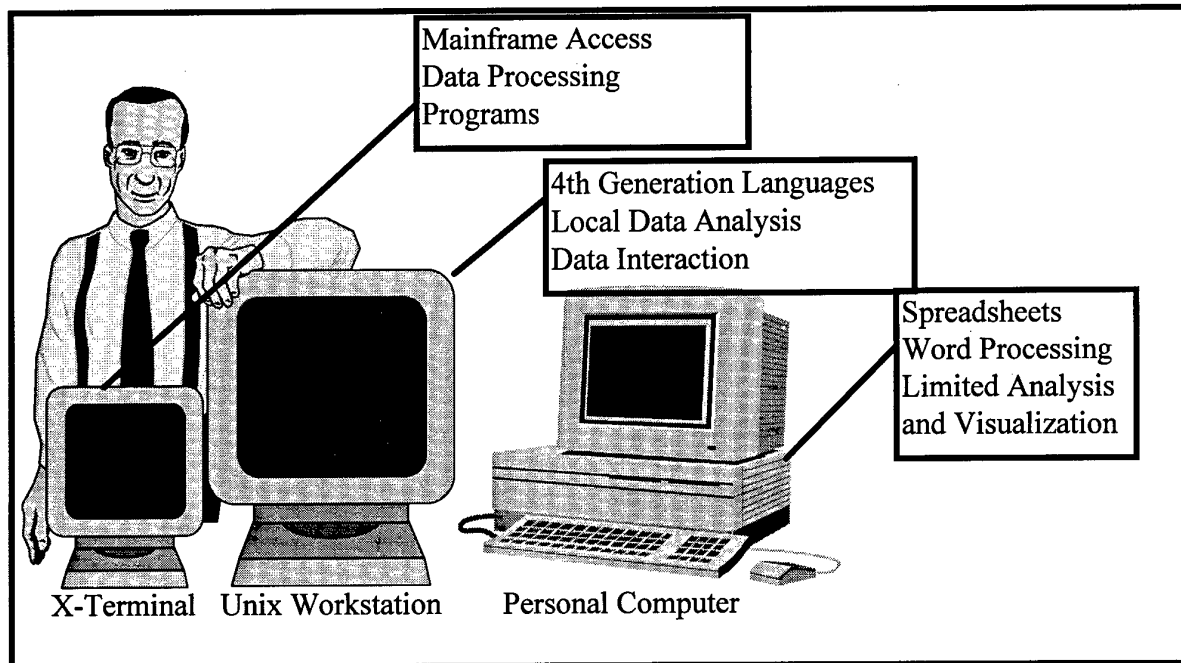 Mainframe Access
Data Processing
Programs
4th Generation Languages
Local Data Analysis
Data Interaction
Spreadsheets
Word Processing
Limited Analysis
and Visualization
X-Terminal
Unix Workstation
Personal Computer